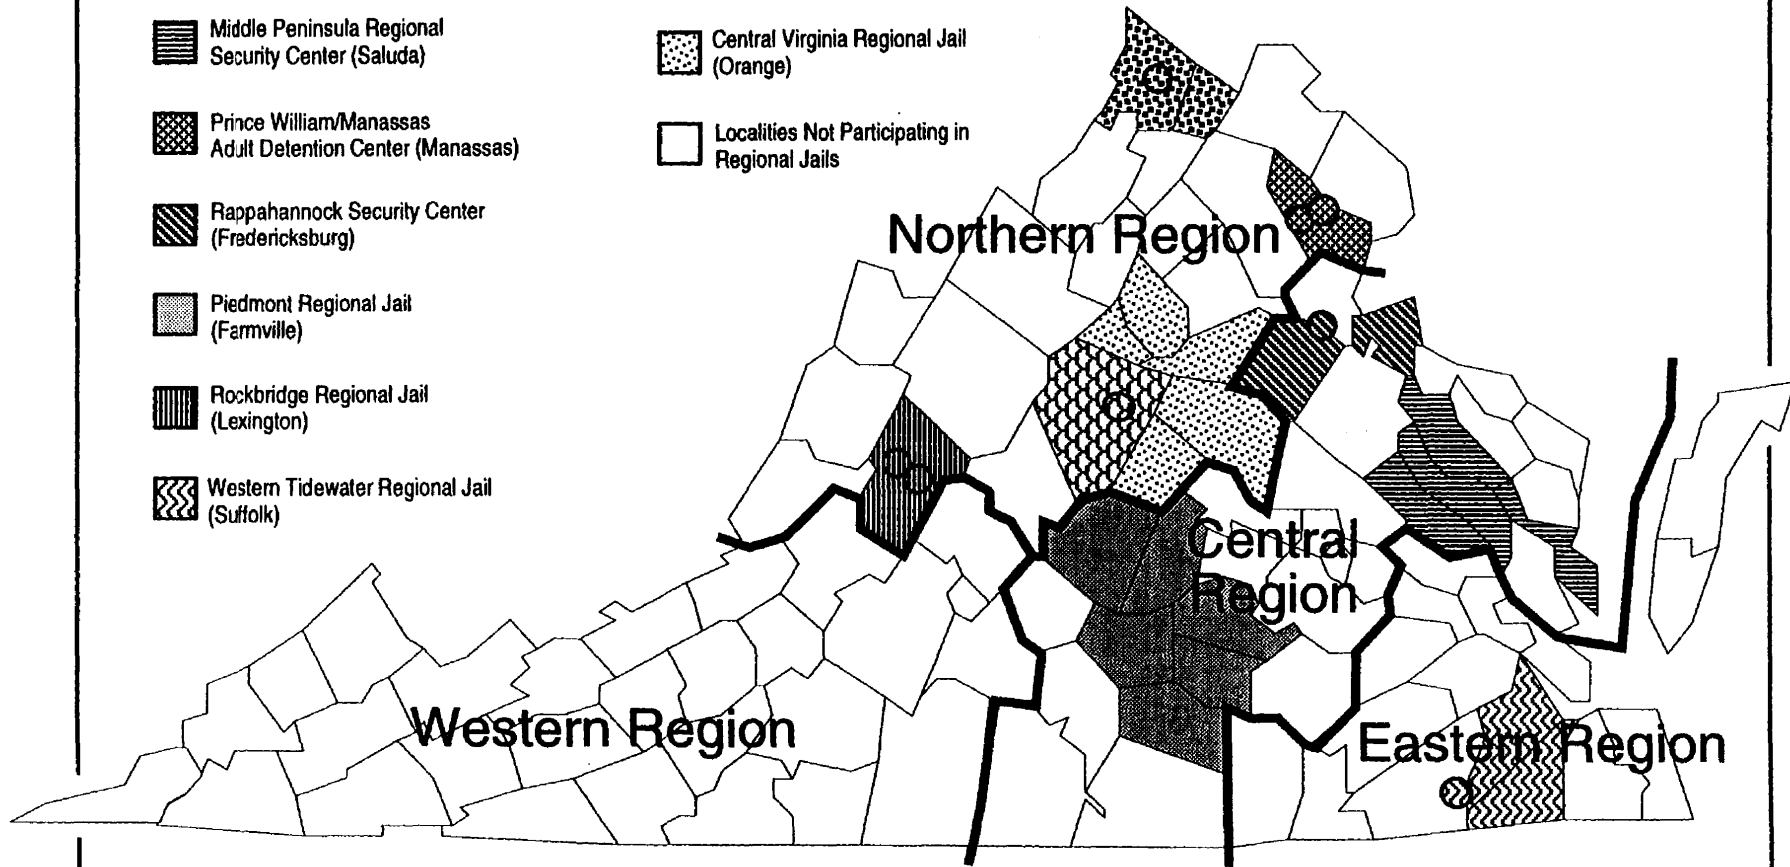 Middle Peninsula Regional
Security Center (Saluda)
Prince William/Manassas
Adult Detention Center (Manassas)
Rappahannock Security Center
(Fredericksburg)
Piedmont Regional Jail
(Farmville)
Rockbridge Regional Jail
(Lexington)
Western Tidewater Regional Jail
(Suffolk)
Central Virginia Regional Jail
(Orange)
Localities Not Participating in
Regional Jails
Northern Region
Central
Region
Western Region
Eastern Region